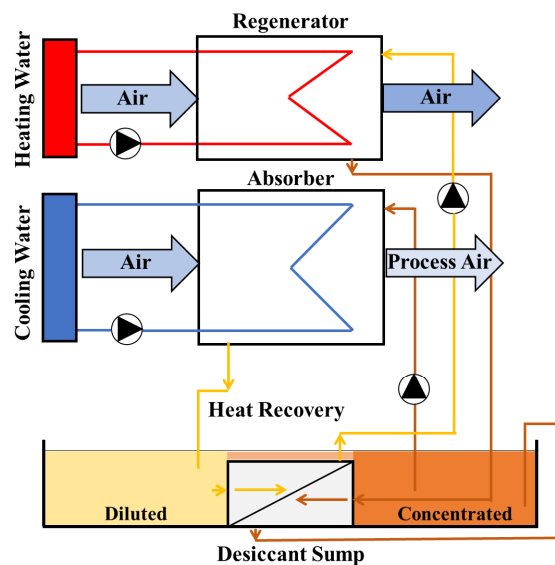 Regenerator
Heating Water
Air
Air
Absorber
Cooling Water
Air
Process Air
Heat Recovery
Diluted
Concentrated
Desiccant Sump